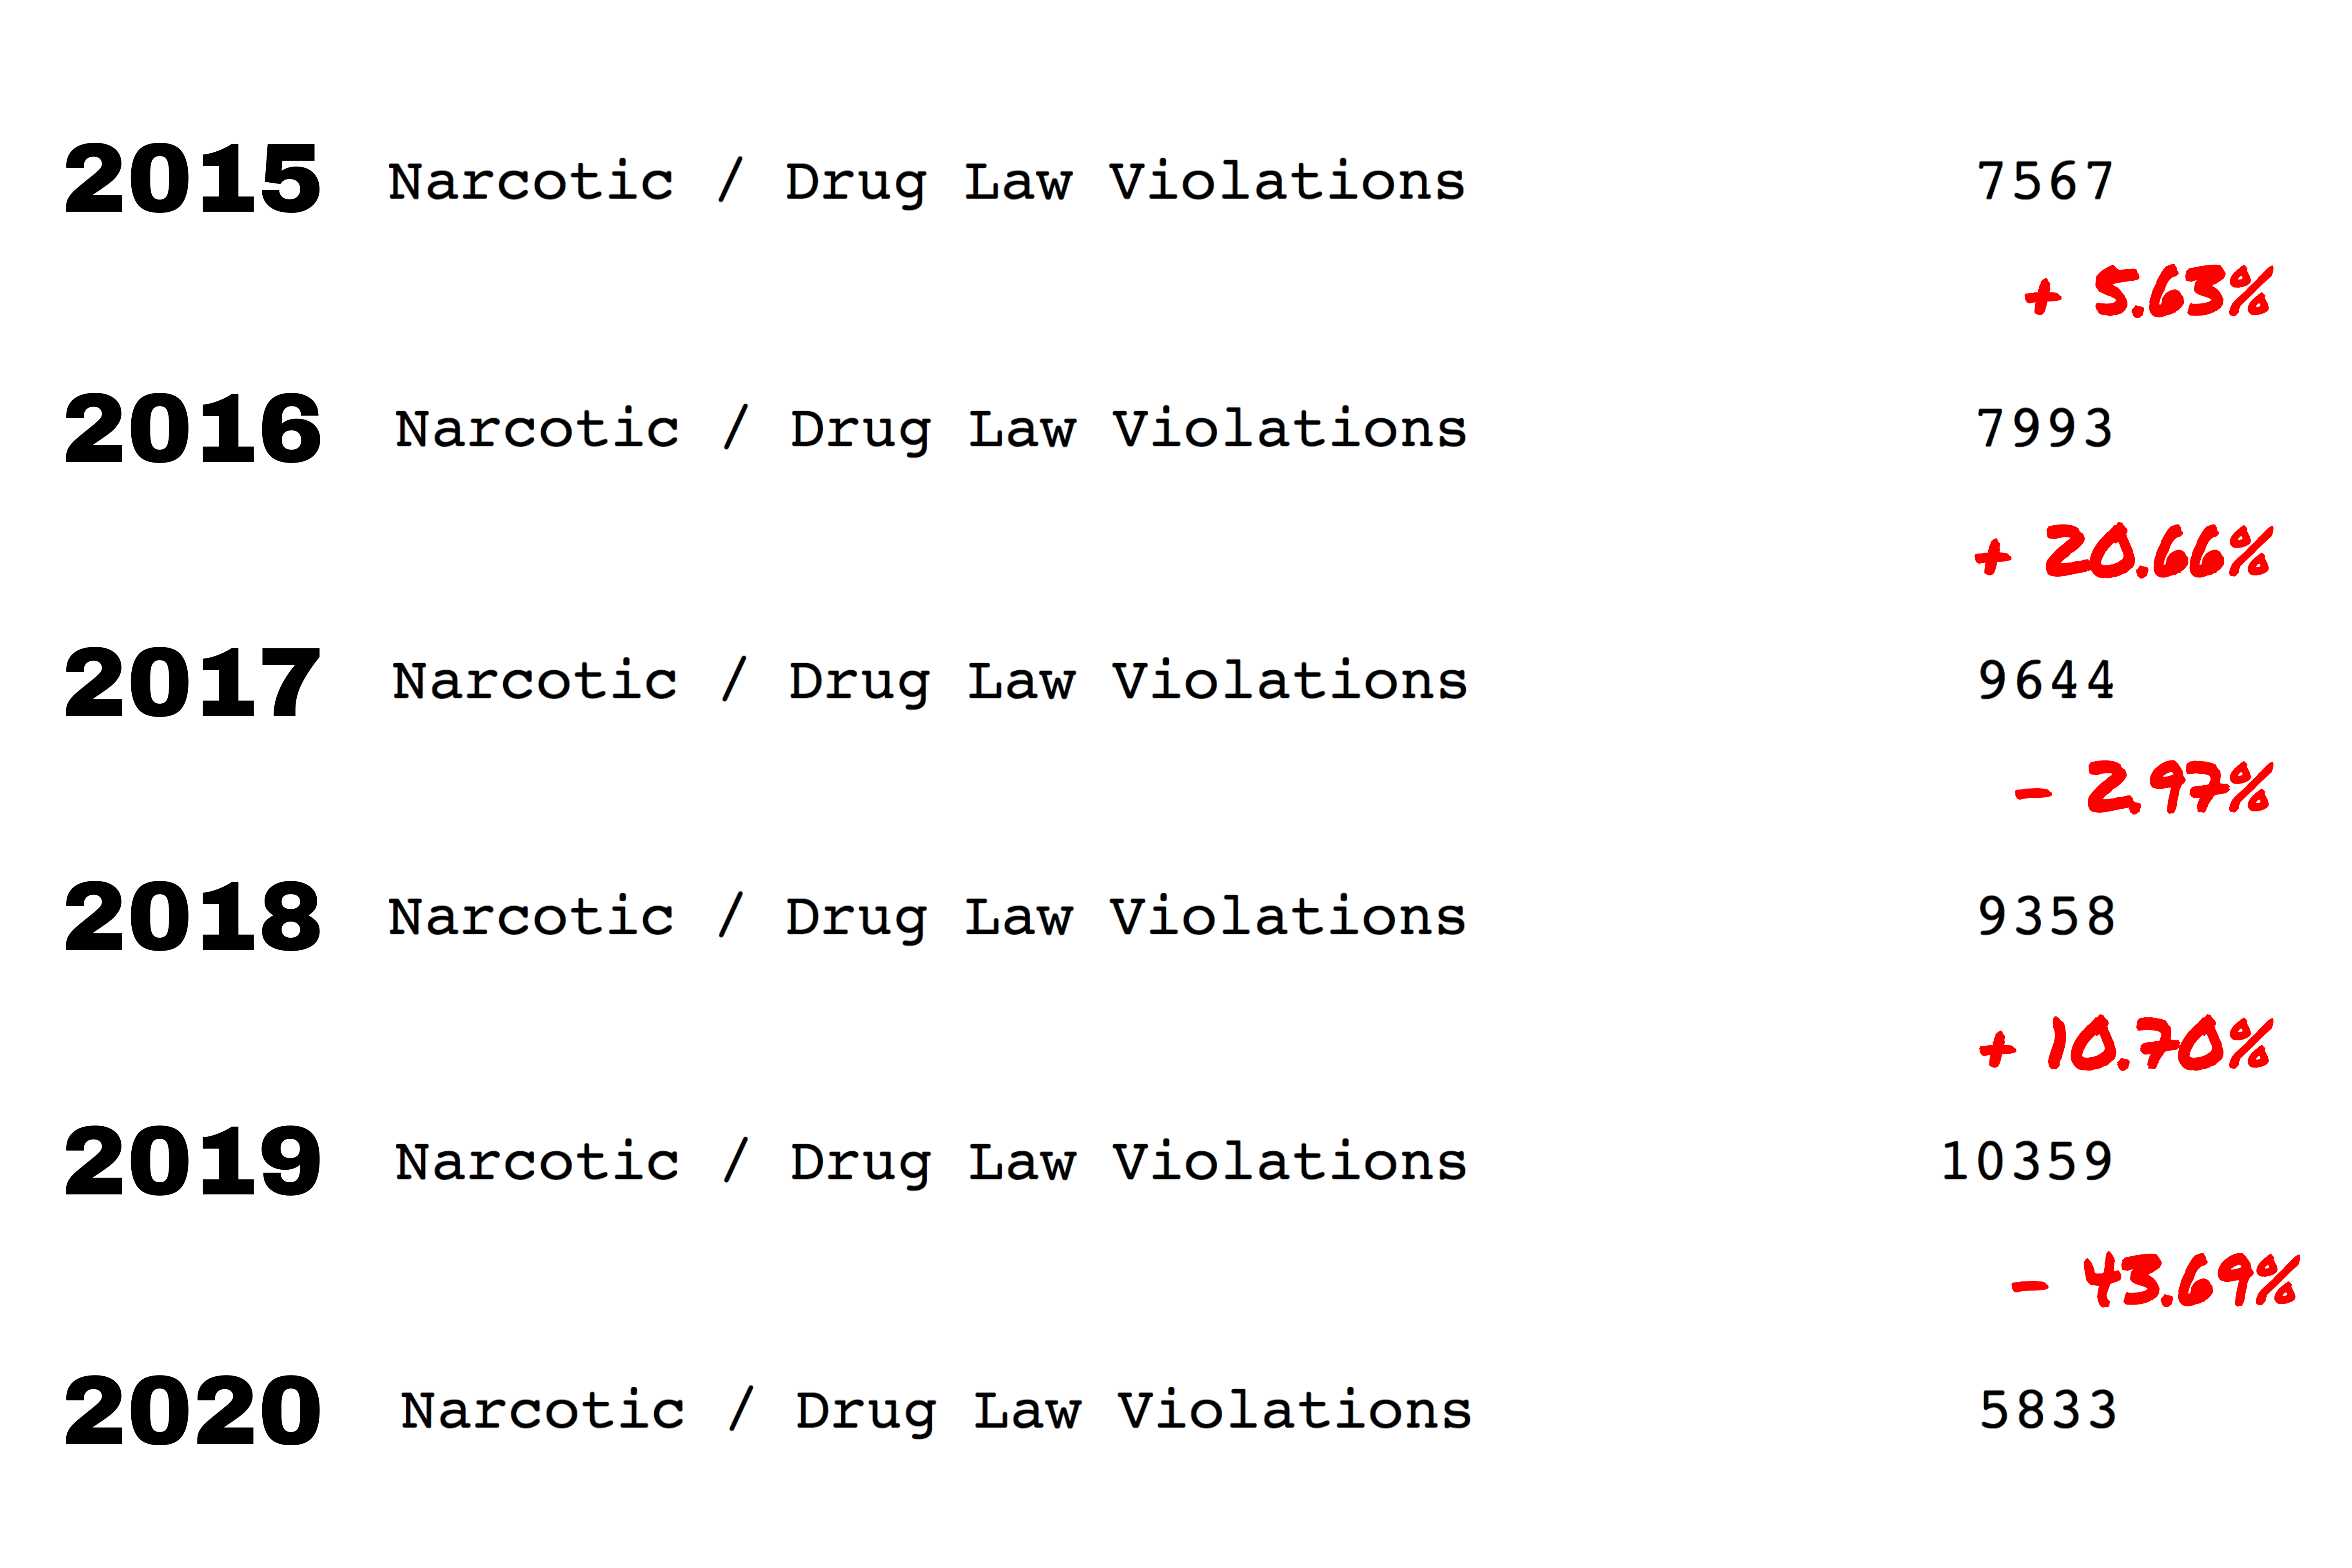 2015 Narcotic / Drug Law Violations 7567
+ 5.63%
2016 Narcotic / Drug Law Violations 7993
+ 20.66%
2017 Narcotic / Drug Law Violations 9644
- 2.97%
2018 Narcotic / Drug Law Violations 9358
+ 10.70%
2019 Narcotic / Drug Law Violations 10359
- 43.69%
2020 Narcotic / Drug Law Violations 5833